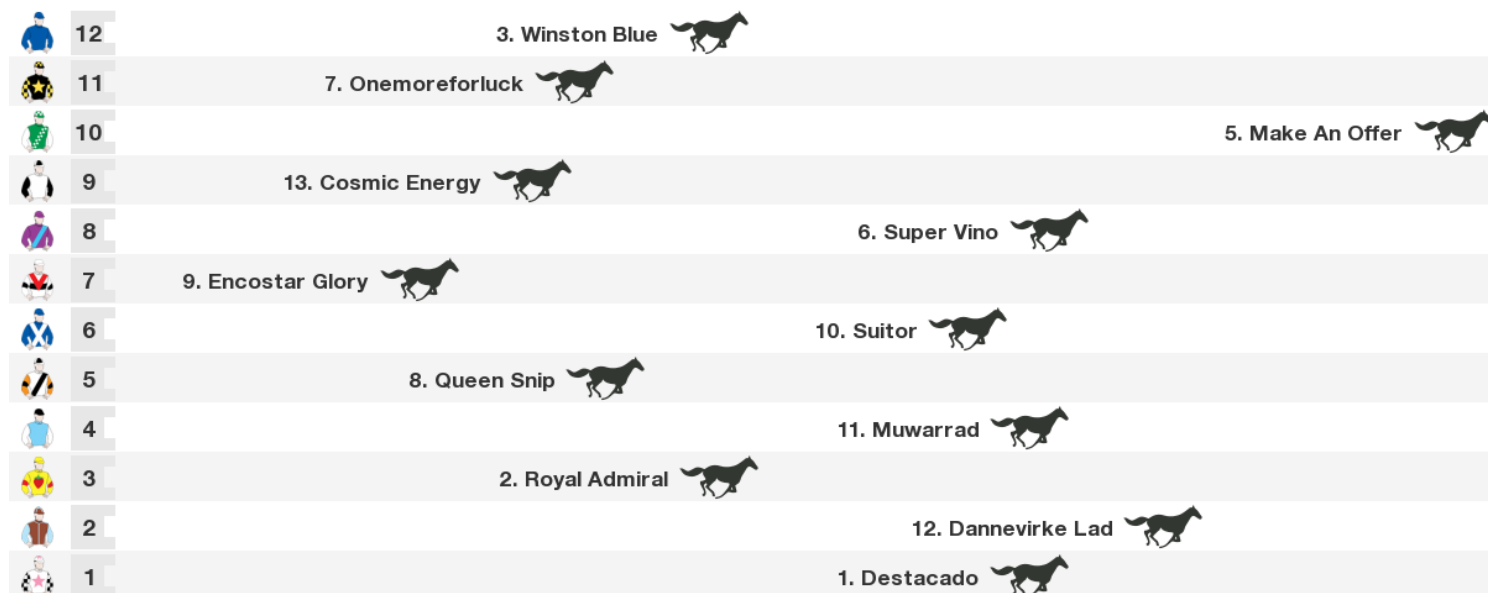 12 3. Winston Blue
11 7. Onemoreforluck
10 5. Make An Offer
9 13. Cosmic Energy
8 6. Super Vino
7 9. Encostar Glory
6 10. Suitor
5 8. Queen Snip
4 11. Muwarrad
3 2. Royal Admiral
2 12. Dannevirke Lad
1 1. Destacado